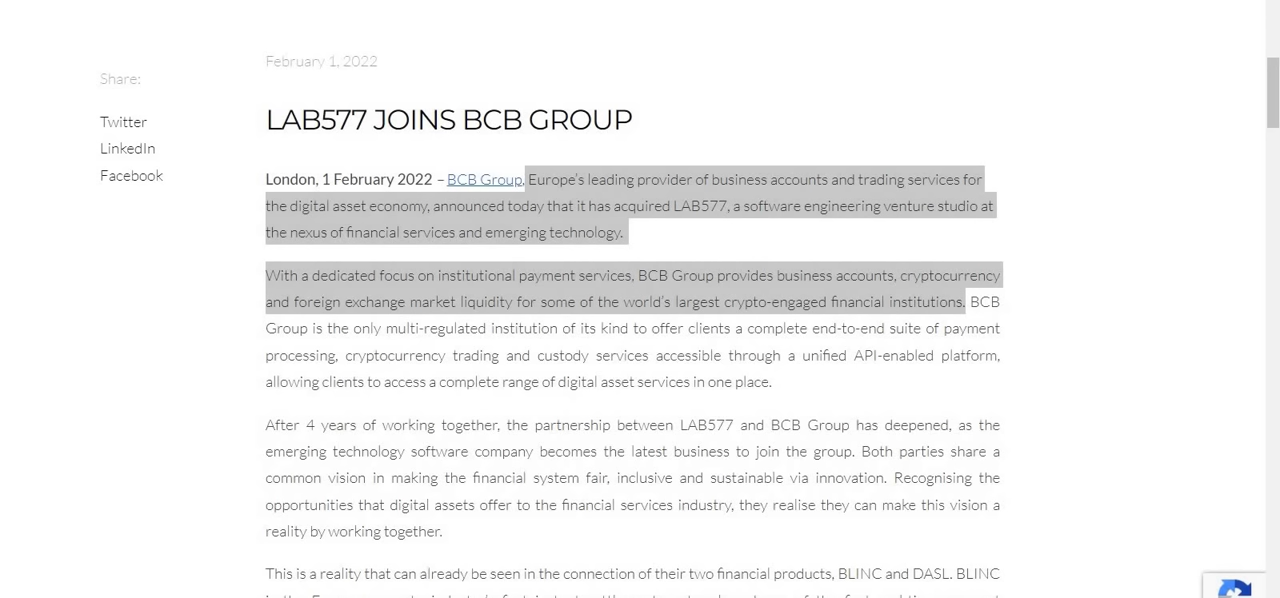 February 1, 2022
Share:
LAB577 JOINS BCB GROUP
Twitter
LinkedIn
Facebook
London, 1 February 2022 – BCB Group, Europe's leading provider of business accounts and trading services for
the digital asset economy, announced today that it has acquired LAB577, a software engineering venture studio at
the nexus of financial services and emerging technology.
With a dedicated focus on institutional payment services, BCB Group provides business accounts, cryptocurrency
and foreign exchange market liquidity for some of the world's largest crypto-engaged financial institutions. BCB
Group is the only multi-regulated institution of its kind to offer clients a complete end-to-end suite of payment
processing, cryptocurrency trading and custody services accessible through a unified API-enabled platform,
allowing clients to access a complete range of digital asset services in one place.
After 4 years of working together, the partnership between LAB577 and BCB Group has deepened, as the
emerging technology software company becomes the latest business to join the group. Both parties share a
common vision in making the financial system fair, inclusive and sustainable via innovation. Recognising the
opportunities that digital assets offer to the financial services industry, they realise they can make this vision a
reality by working together.
This is a reality that can already be seen in the connection of their two financial products, BLINC and DASL. BLINC